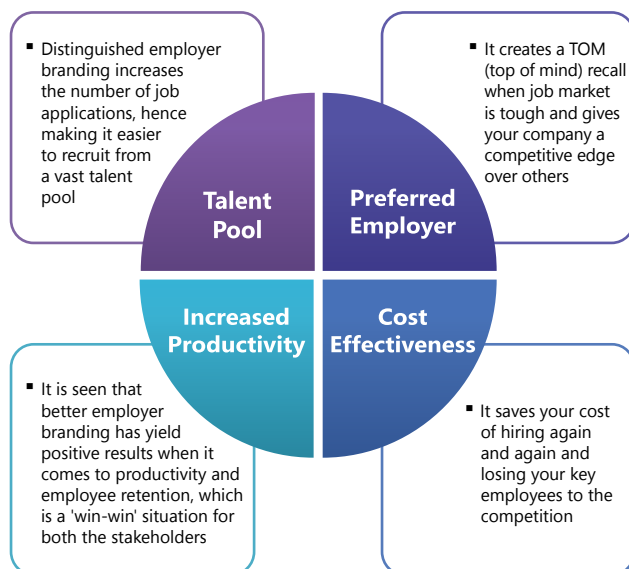 ▪ Distinguished employer
branding increases
the number of job
applications, hence
making it easier
to recruit from
a vast talent
pool
▪ It creates a TOM
(top of mind) recall
when job market
is tough and gives
your company a
competitive edge
over others
Talent
Pool
Preferred
Employer
Increased
Productivity
Cost
Effectiveness
▪ It is seen that
better employer
branding has yield
positive results when it
comes to productivity and
employee retention, which
is a 'win-win' situation for
both the stakeholders
▪ It saves your cost
of hiring again
and again and
losing your key
employees to the
competition